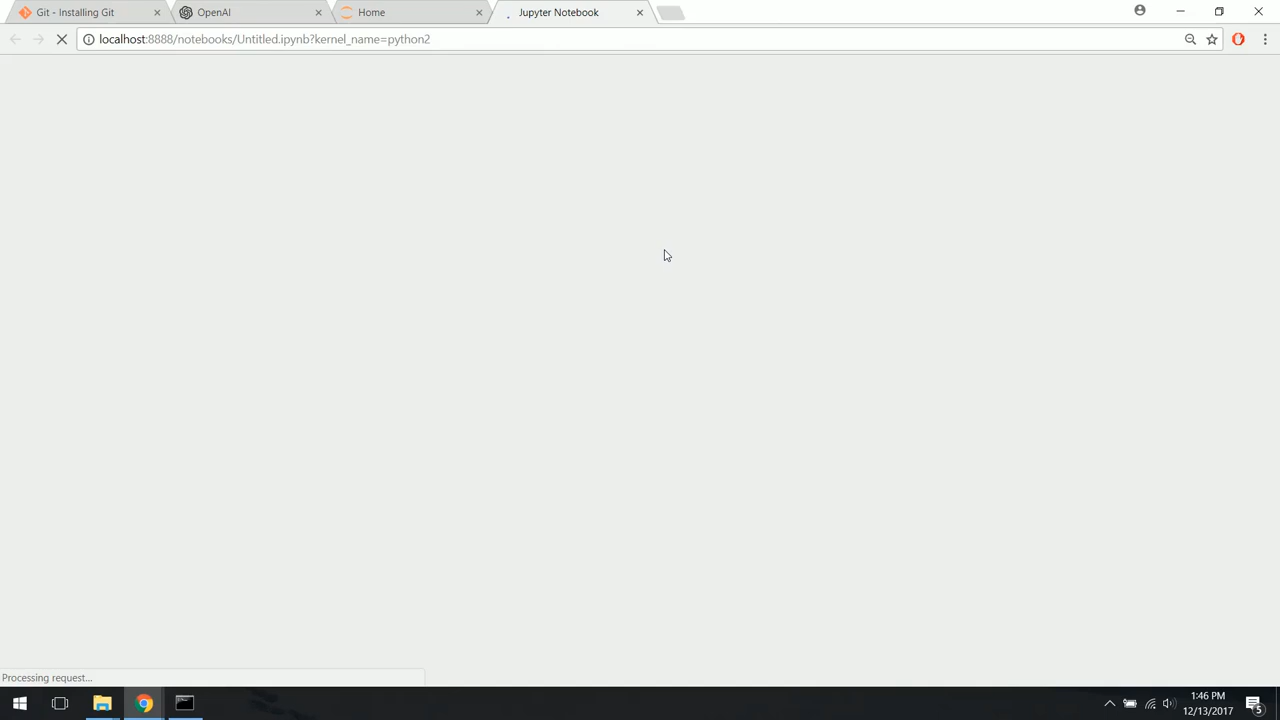 Git - Installing Git
OpenAI
Home
Jupyter Notebook
localhost:8888/notebooks/Untitled.ipynb?kernel_name=python2
Processing request...
1:46 PM
12/13/2017
5